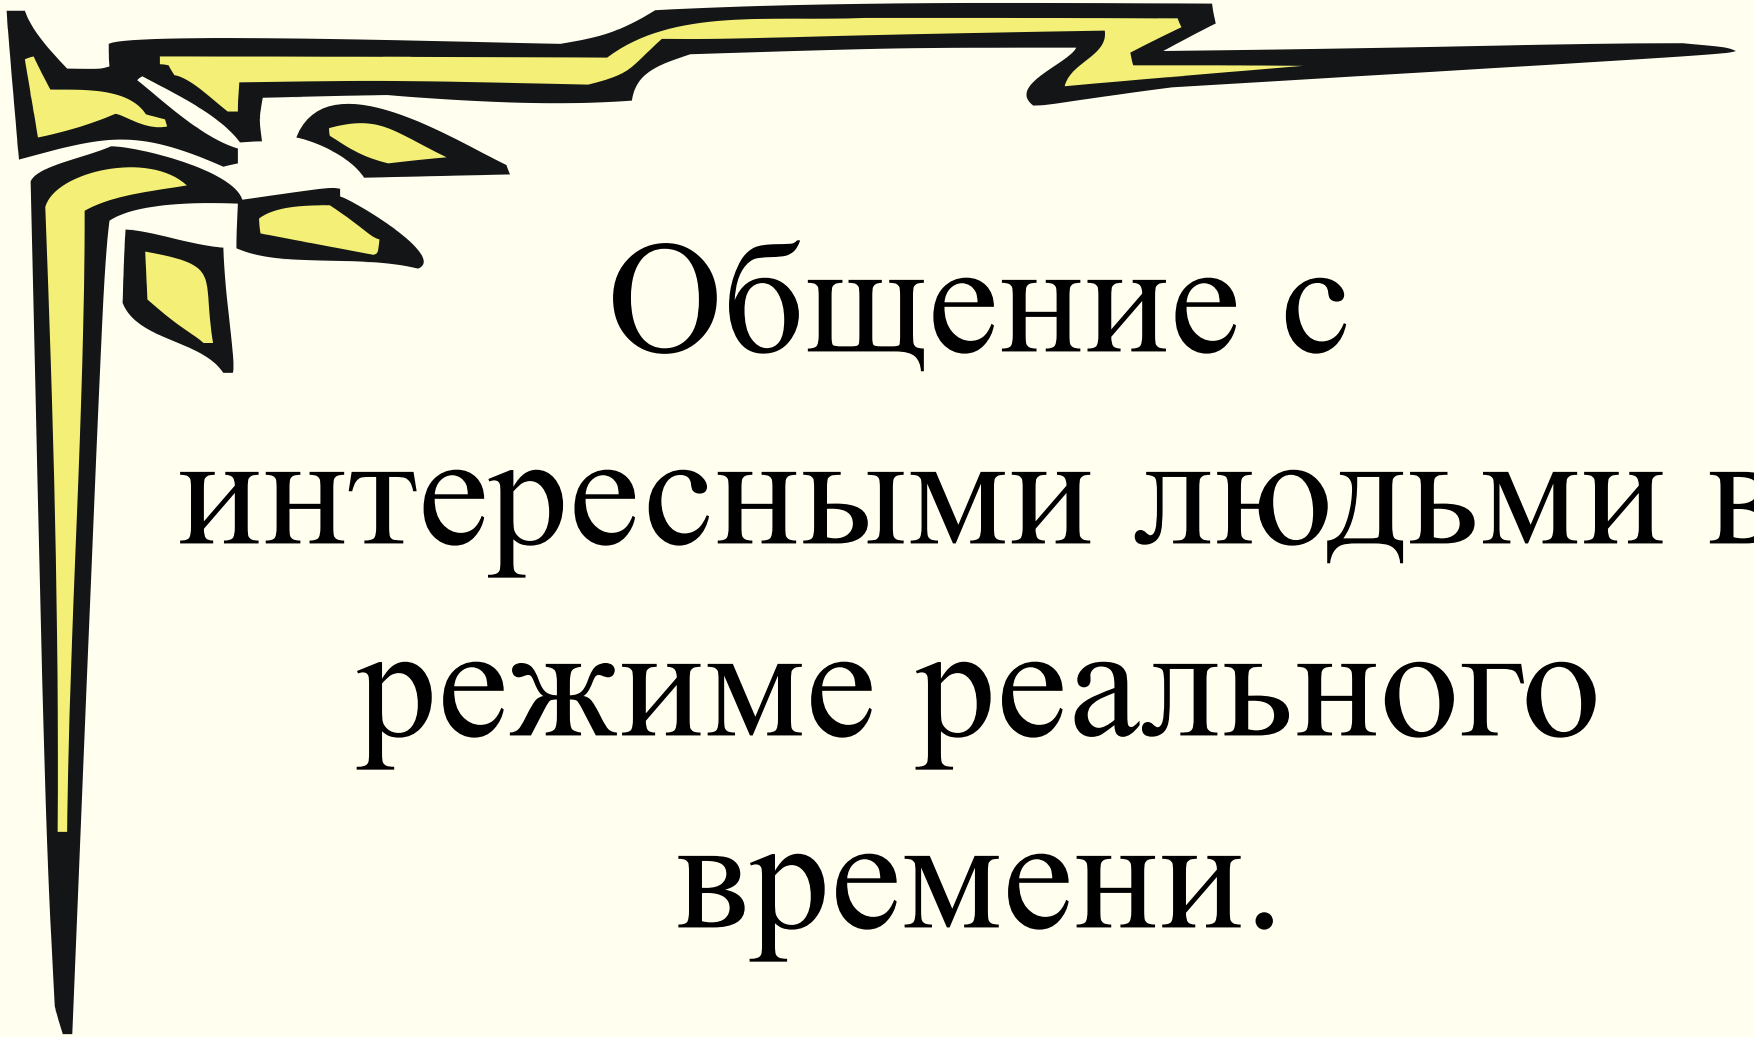 Общение с
интересными людьми в
режиме реального
времени.